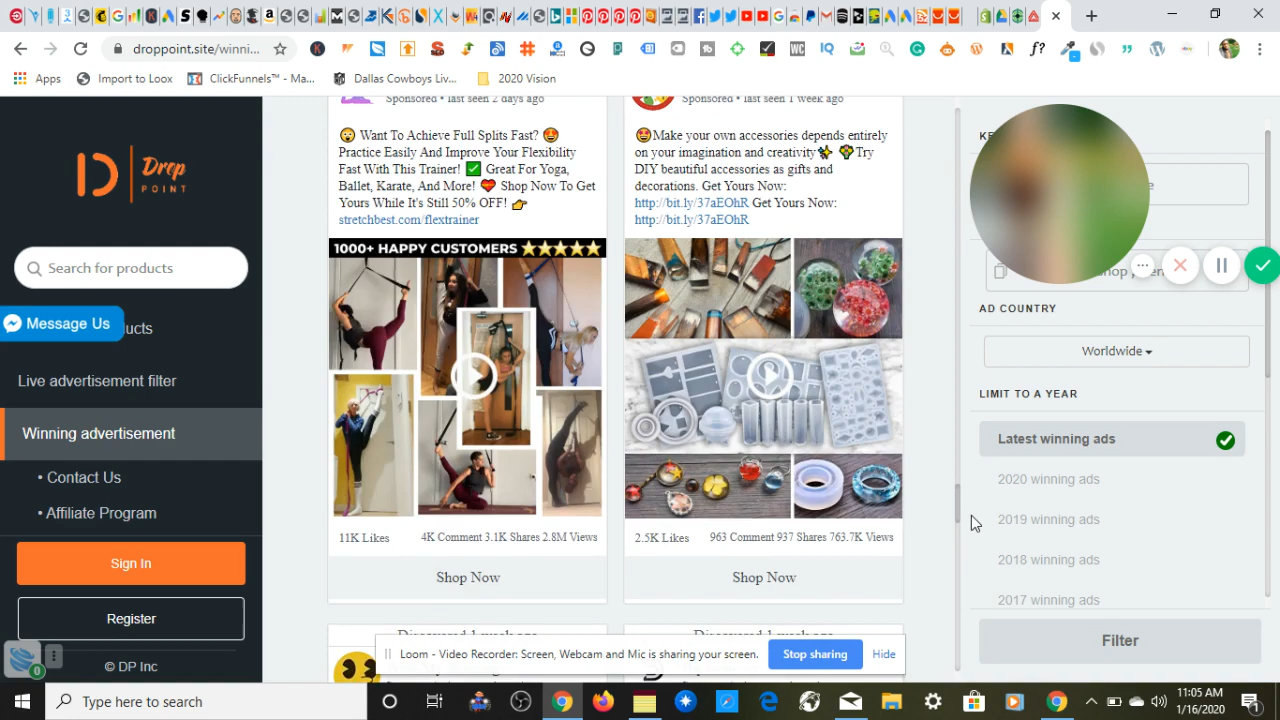 droppoint.site/winni...
Apps
Import to Loox
ClickFunnels™ – Ma...
Dallas Cowboys Liv...
2020 Vision
Drop
POINT
Search for products
Message Us
Live advertisement filter
Winning advertisement
• Contact Us
• Affiliate Program
Sign In
Register
© DP Inc
Sponsored • last seen 2 days ago
😲 Want To Achieve Full Splits Fast? 🤩
Practice Easily And Improve Your Flexibility
Fast With This Trainer! ✅ Great For Yoga,
Ballet, Karate, And More! 💝 Shop Now To Get
Yours While It's Still 50% OFF! 👉
stretchbest.com/flextrainer
1000+ HAPPY CUSTOMERS
11K Likes 4K Comment 3.1K Shares 2.8M Views
Shop Now
Sponsored • last seen 1 week ago
🤩Make your own accessories depends entirely
on your imagination and creativity✨ 💐Try
DIY beautiful accessories as gifts and
decorations. Get Yours Now:
http://bit.ly/37aEOhR Get Yours Now:
http://bit.ly/37aEOhR
2.5K Likes 963 Comment 937 Shares 763.7K Views
Shop Now
AD COUNTRY
Worldwide
LIMIT TO A YEAR
Latest winning ads
2020 winning ads
2019 winning ads
2018 winning ads
2017 winning ads
Filter
Loom - Video Recorder: Screen, Webcam and Mic is sharing your screen.
Stop sharing
Hide
0
Type here to search
11:05 AM
1/16/2020